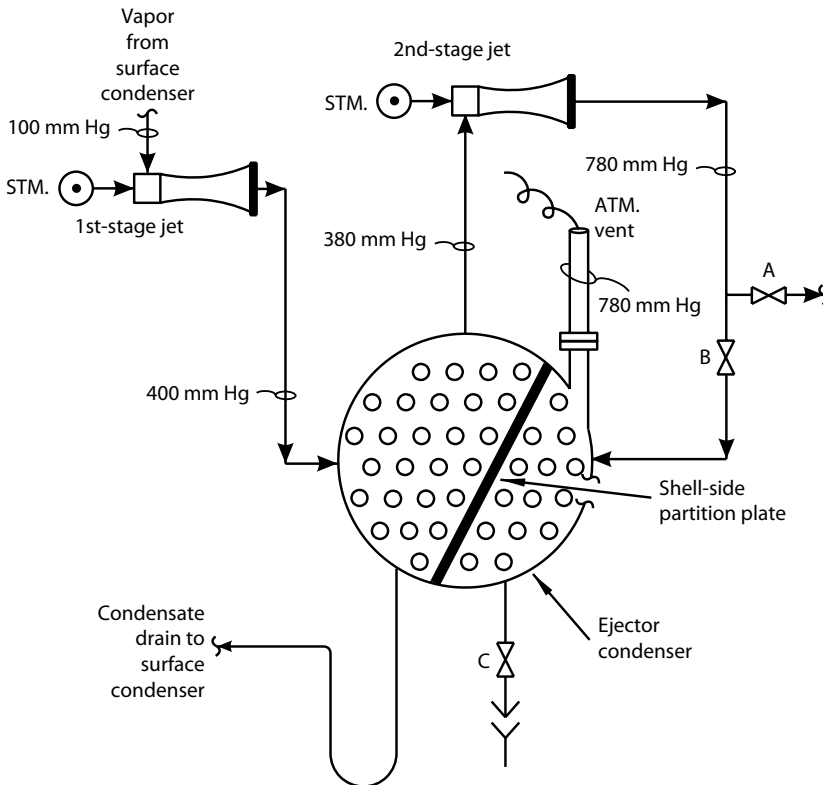 Vapor
from
surface
condenser
100 mm Hg
STM.
1st-stage jet
2nd-stage jet
STM.
780 mm Hg
ATM.
vent
380 mm Hg
780 mm Hg
A
B
400 mm Hg
Shell-side
partition plate
Condensate
drain to
surface
condenser
Ejector
condenser
C